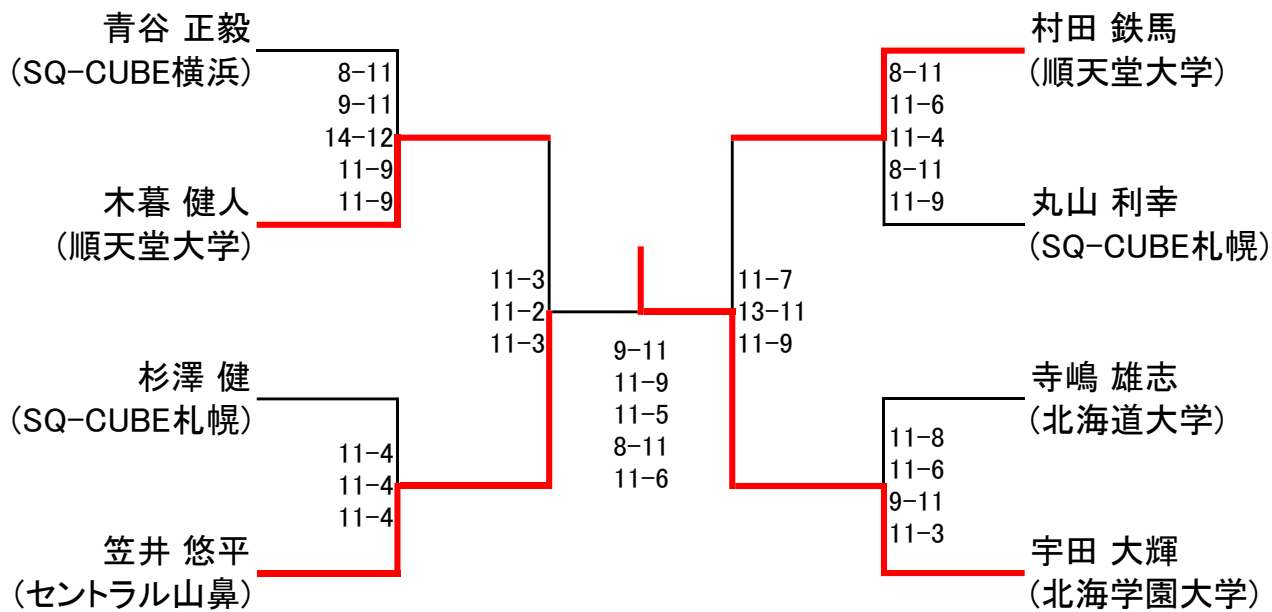 青谷 正毅
(SQ-CUBE横浜)
8-11
9-11
14-12
11-9
11-9
木暮 健人
(順天堂大学)
11-3
11-2
11-3
杉澤 健
(SQ-CUBE札幌)
11-4
11-4
11-4
笠井 悠平
(セントラル山鼻)
9-11
11-9
11-5
8-11
11-6
村田 鉄馬
(順天堂大学)
8-11
11-6
11-4
8-11
11-9
丸山 利幸
(SQ-CUBE札幌)
11-7
13-11
11-9
寺嶋 雄志
(北海道大学)
11-8
11-6
9-11
11-3
宇田 大輝
(北海学園大学)